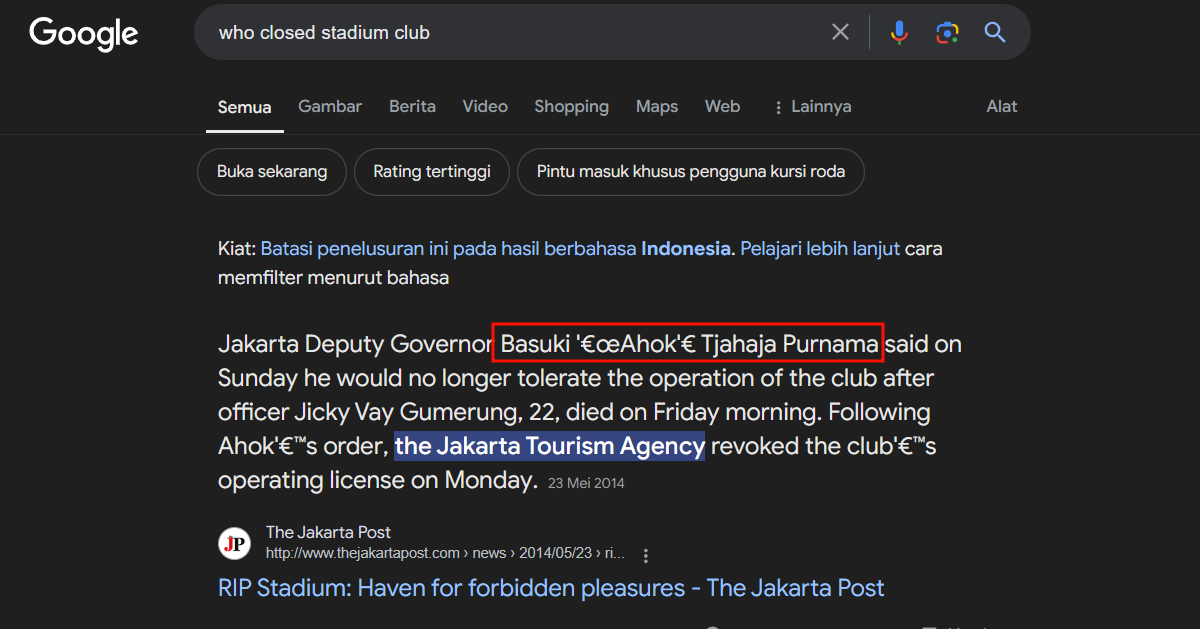 Google
who closed stadium club
Semua Gambar Berita Video Shopping Maps Web Lainnya Alat
Buka sekarang Rating tertinggi Pintu masuk khusus pengguna kursi roda
Kiat: Batasi penelusuran ini pada hasil berbahasa Indonesia. Pelajari lebih lanjut cara
memfilter menurut bahasa
Jakarta Deputy Governor Basuki '€œAhok'€ Tjahaja Purnama said on
Sunday he would no longer tolerate the operation of the club after
officer Jicky Vay Gumerung, 22, died on Friday morning. Following
Ahok'€™s order, the Jakarta Tourism Agency revoked the club'€™s
operating license on Monday. 23 Mei 2014
JP
The Jakarta Post
http://www.thejakartapost.com › news › 2014/05/23 › ri...
RIP Stadium: Haven for forbidden pleasures - The Jakarta Post